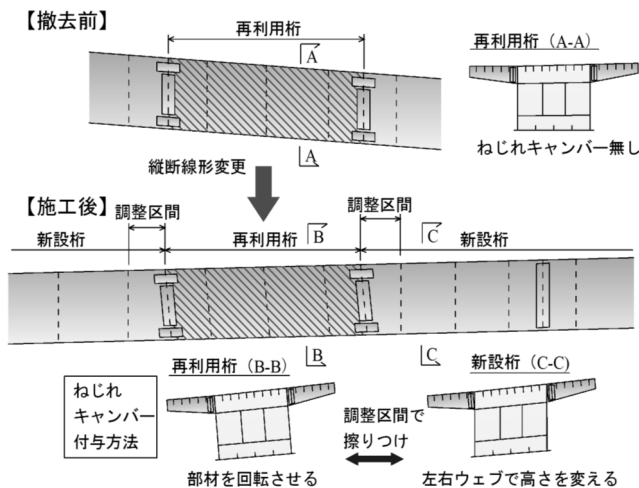 【撤去前】
再利用桁
A
再利用桁（A-A）
ねじれキャンバー無し
A
縦断線形変更
【施工後】
調整区間
調整区間
新設桁
再利用桁
B
C
新設桁
B
C
ねじれ
キャンバー
付与方法
再利用桁（B-B）
新設桁（C-C）
調整区間で
擦りつけ
部材を回転させる
左右ウェブで高さを変える